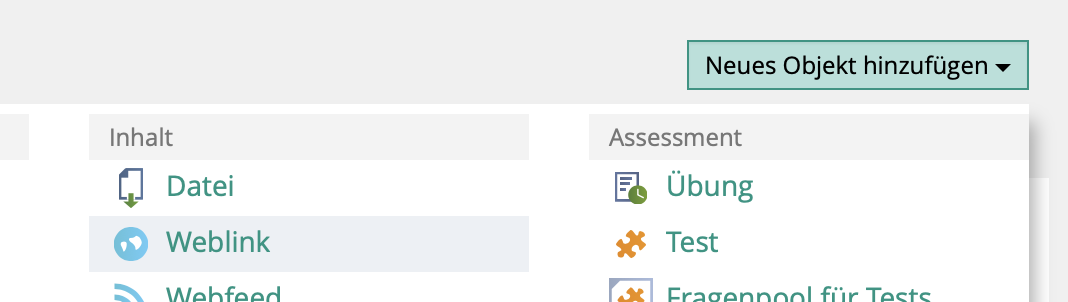 Neues Objekt hinzufügen
Inhalt
Datei
Weblink
Webfeed
Assessment
Übung
Test
Fragenpool für Tests